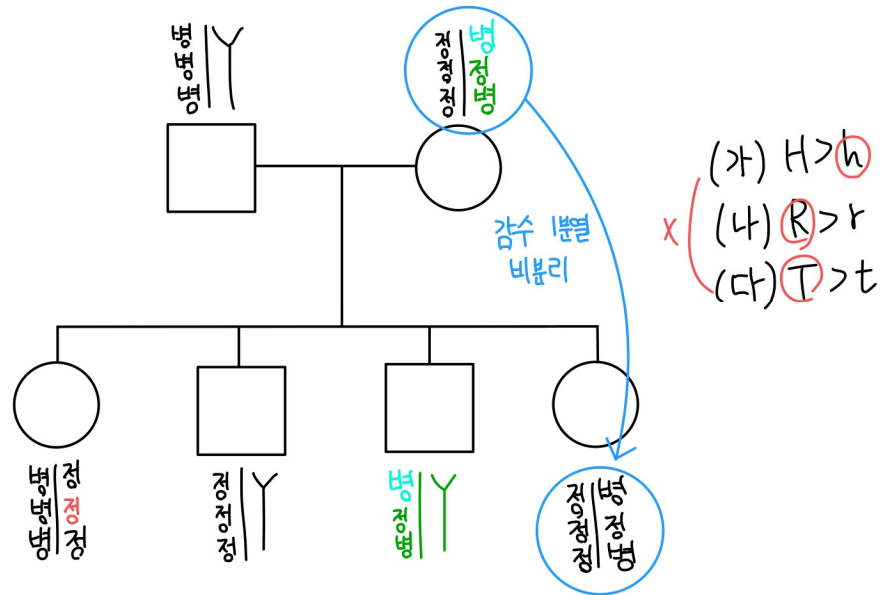 병 Y
병
병
정 병
정 정
정 병
감수 1분열
비분리
(가) H>h
(나) R>r
(다) T>t
X
병 정
병 정
병 정
정 Y
정
정
병 Y
정
병
정 병
정 정
정 병